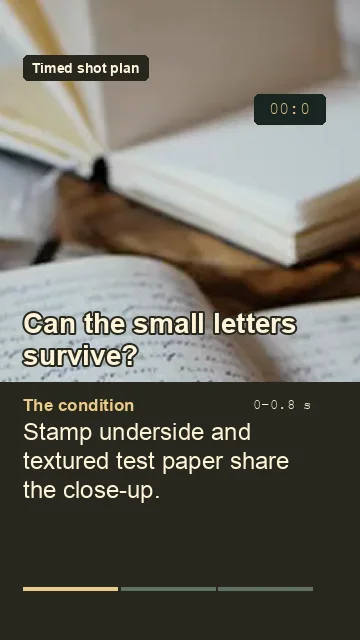 Timed shot plan
00:0
Can the small letters
survive?
The condition
0–0.8 s
Stamp underside and
textured test paper share
the close-up.